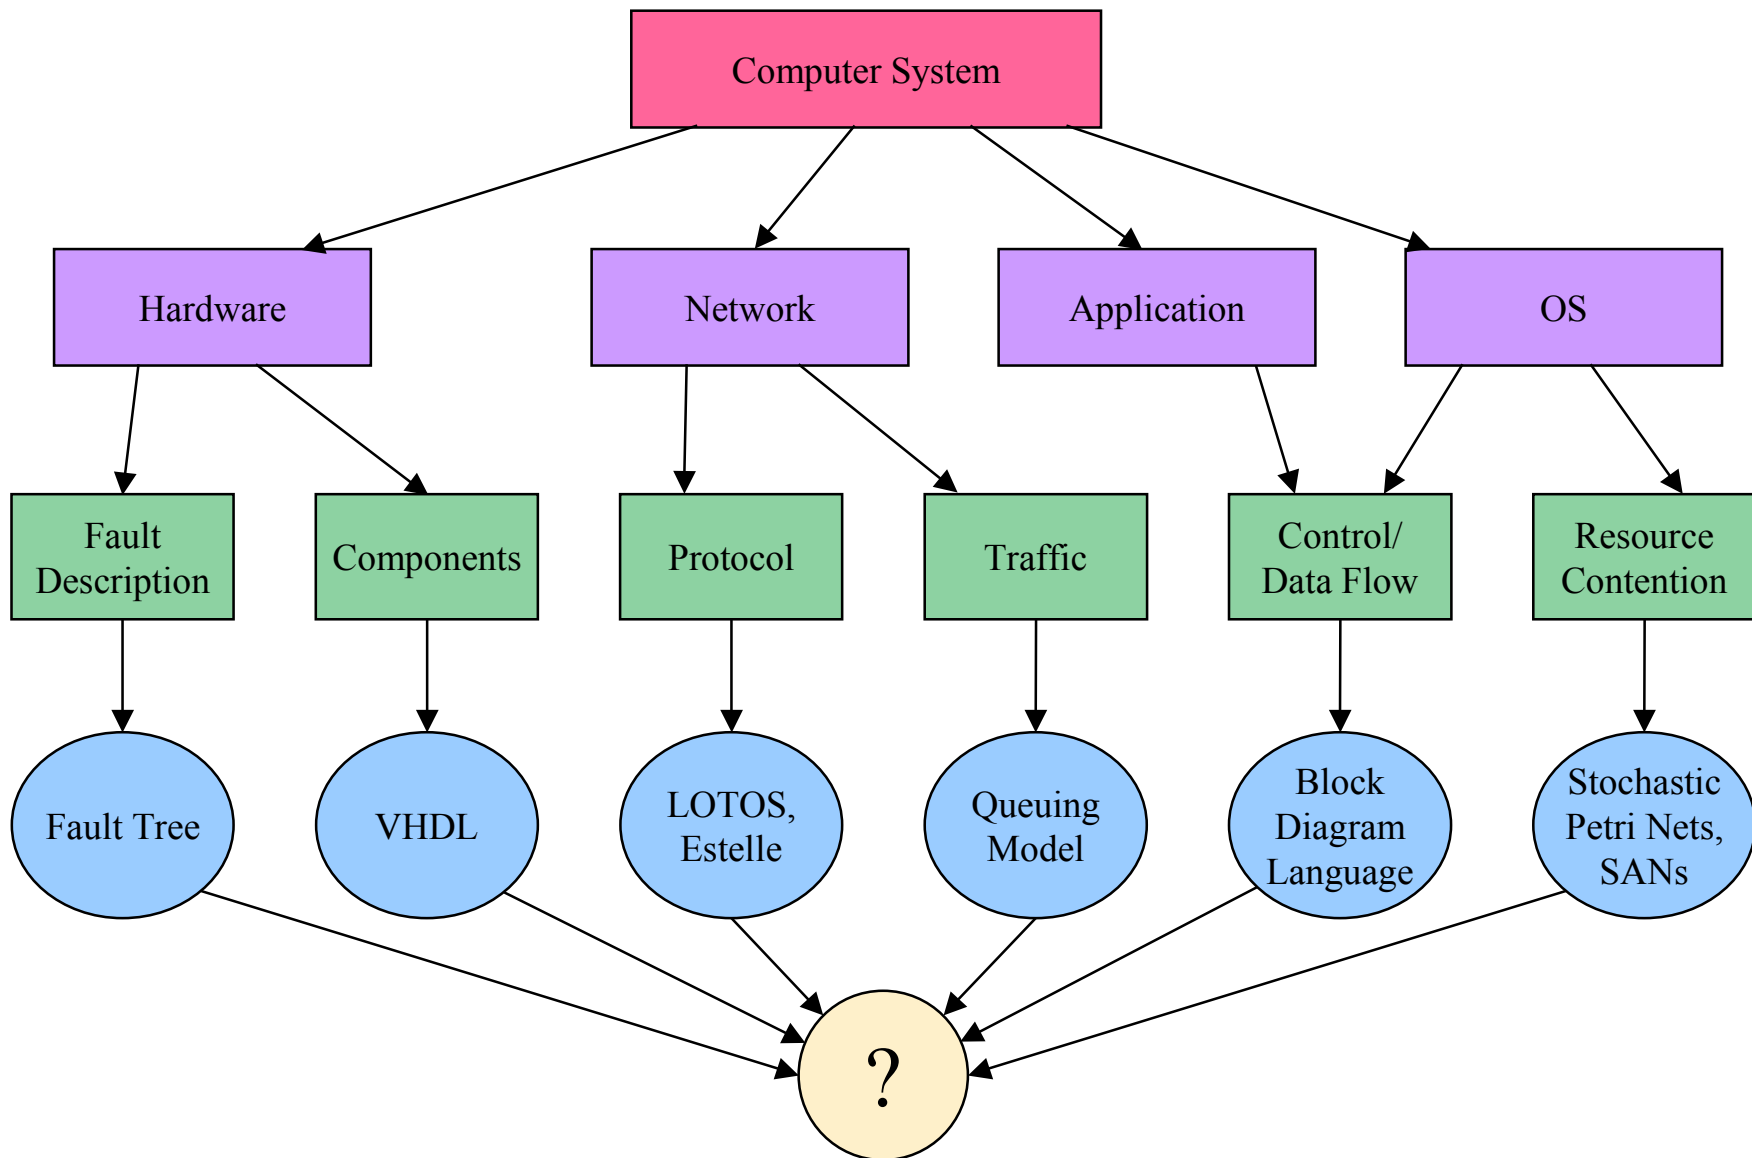 Computer System
Hardware
Network
Application
OS
Fault
Description
Components
Protocol
Traffic
Control/
Data Flow
Resource
Contention
Fault Tree
VHDL
LOTOS,
Estelle
Queuing
Model
Block
Diagram
Language
Stochastic
Petri Nets,
SANs
?